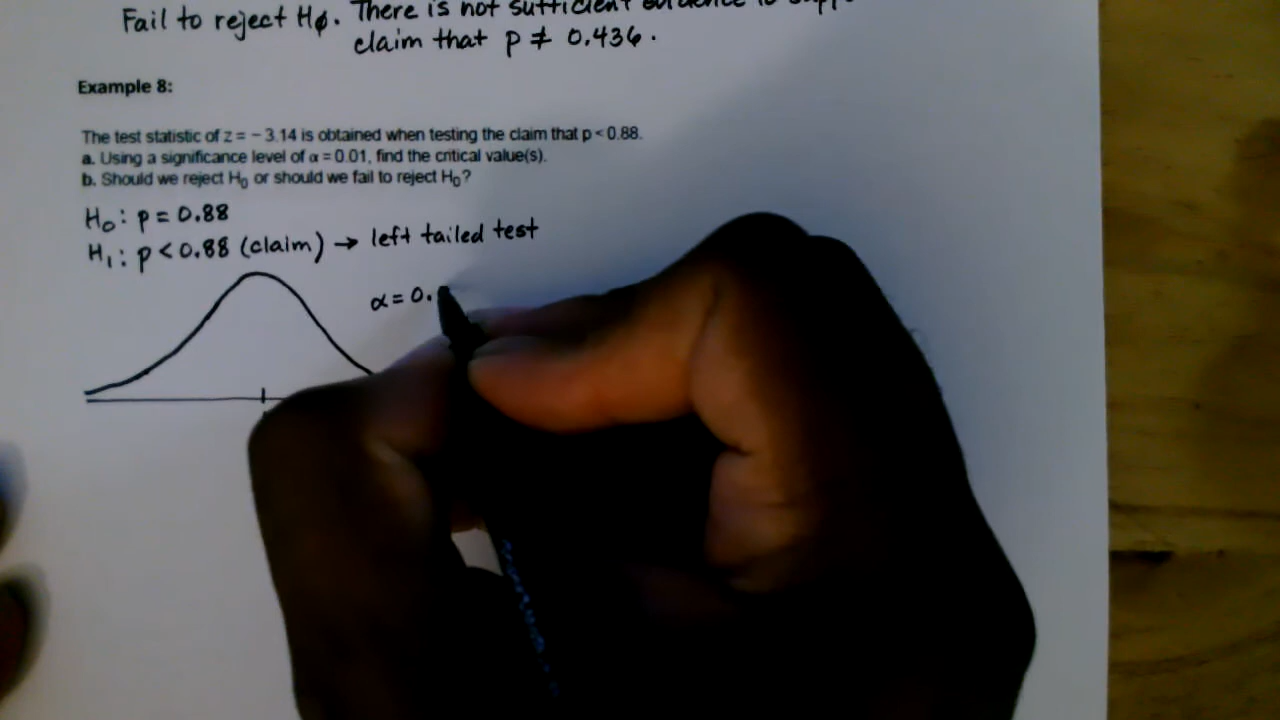 Fail to reject H∅. There is not sufficient evidence to
claim that p ≠ 0.436.
Example 8:
The test statistic of z = −3.14 is obtained when testing the claim that p < 0.88.
a. Using a significance level of α = 0.01, find the critical value(s).
b. Should we reject H₀ or should we fail to reject H₀?
H₀: p = 0.88
H₁: p < 0.88 (claim) → left tailed test
α = 0.